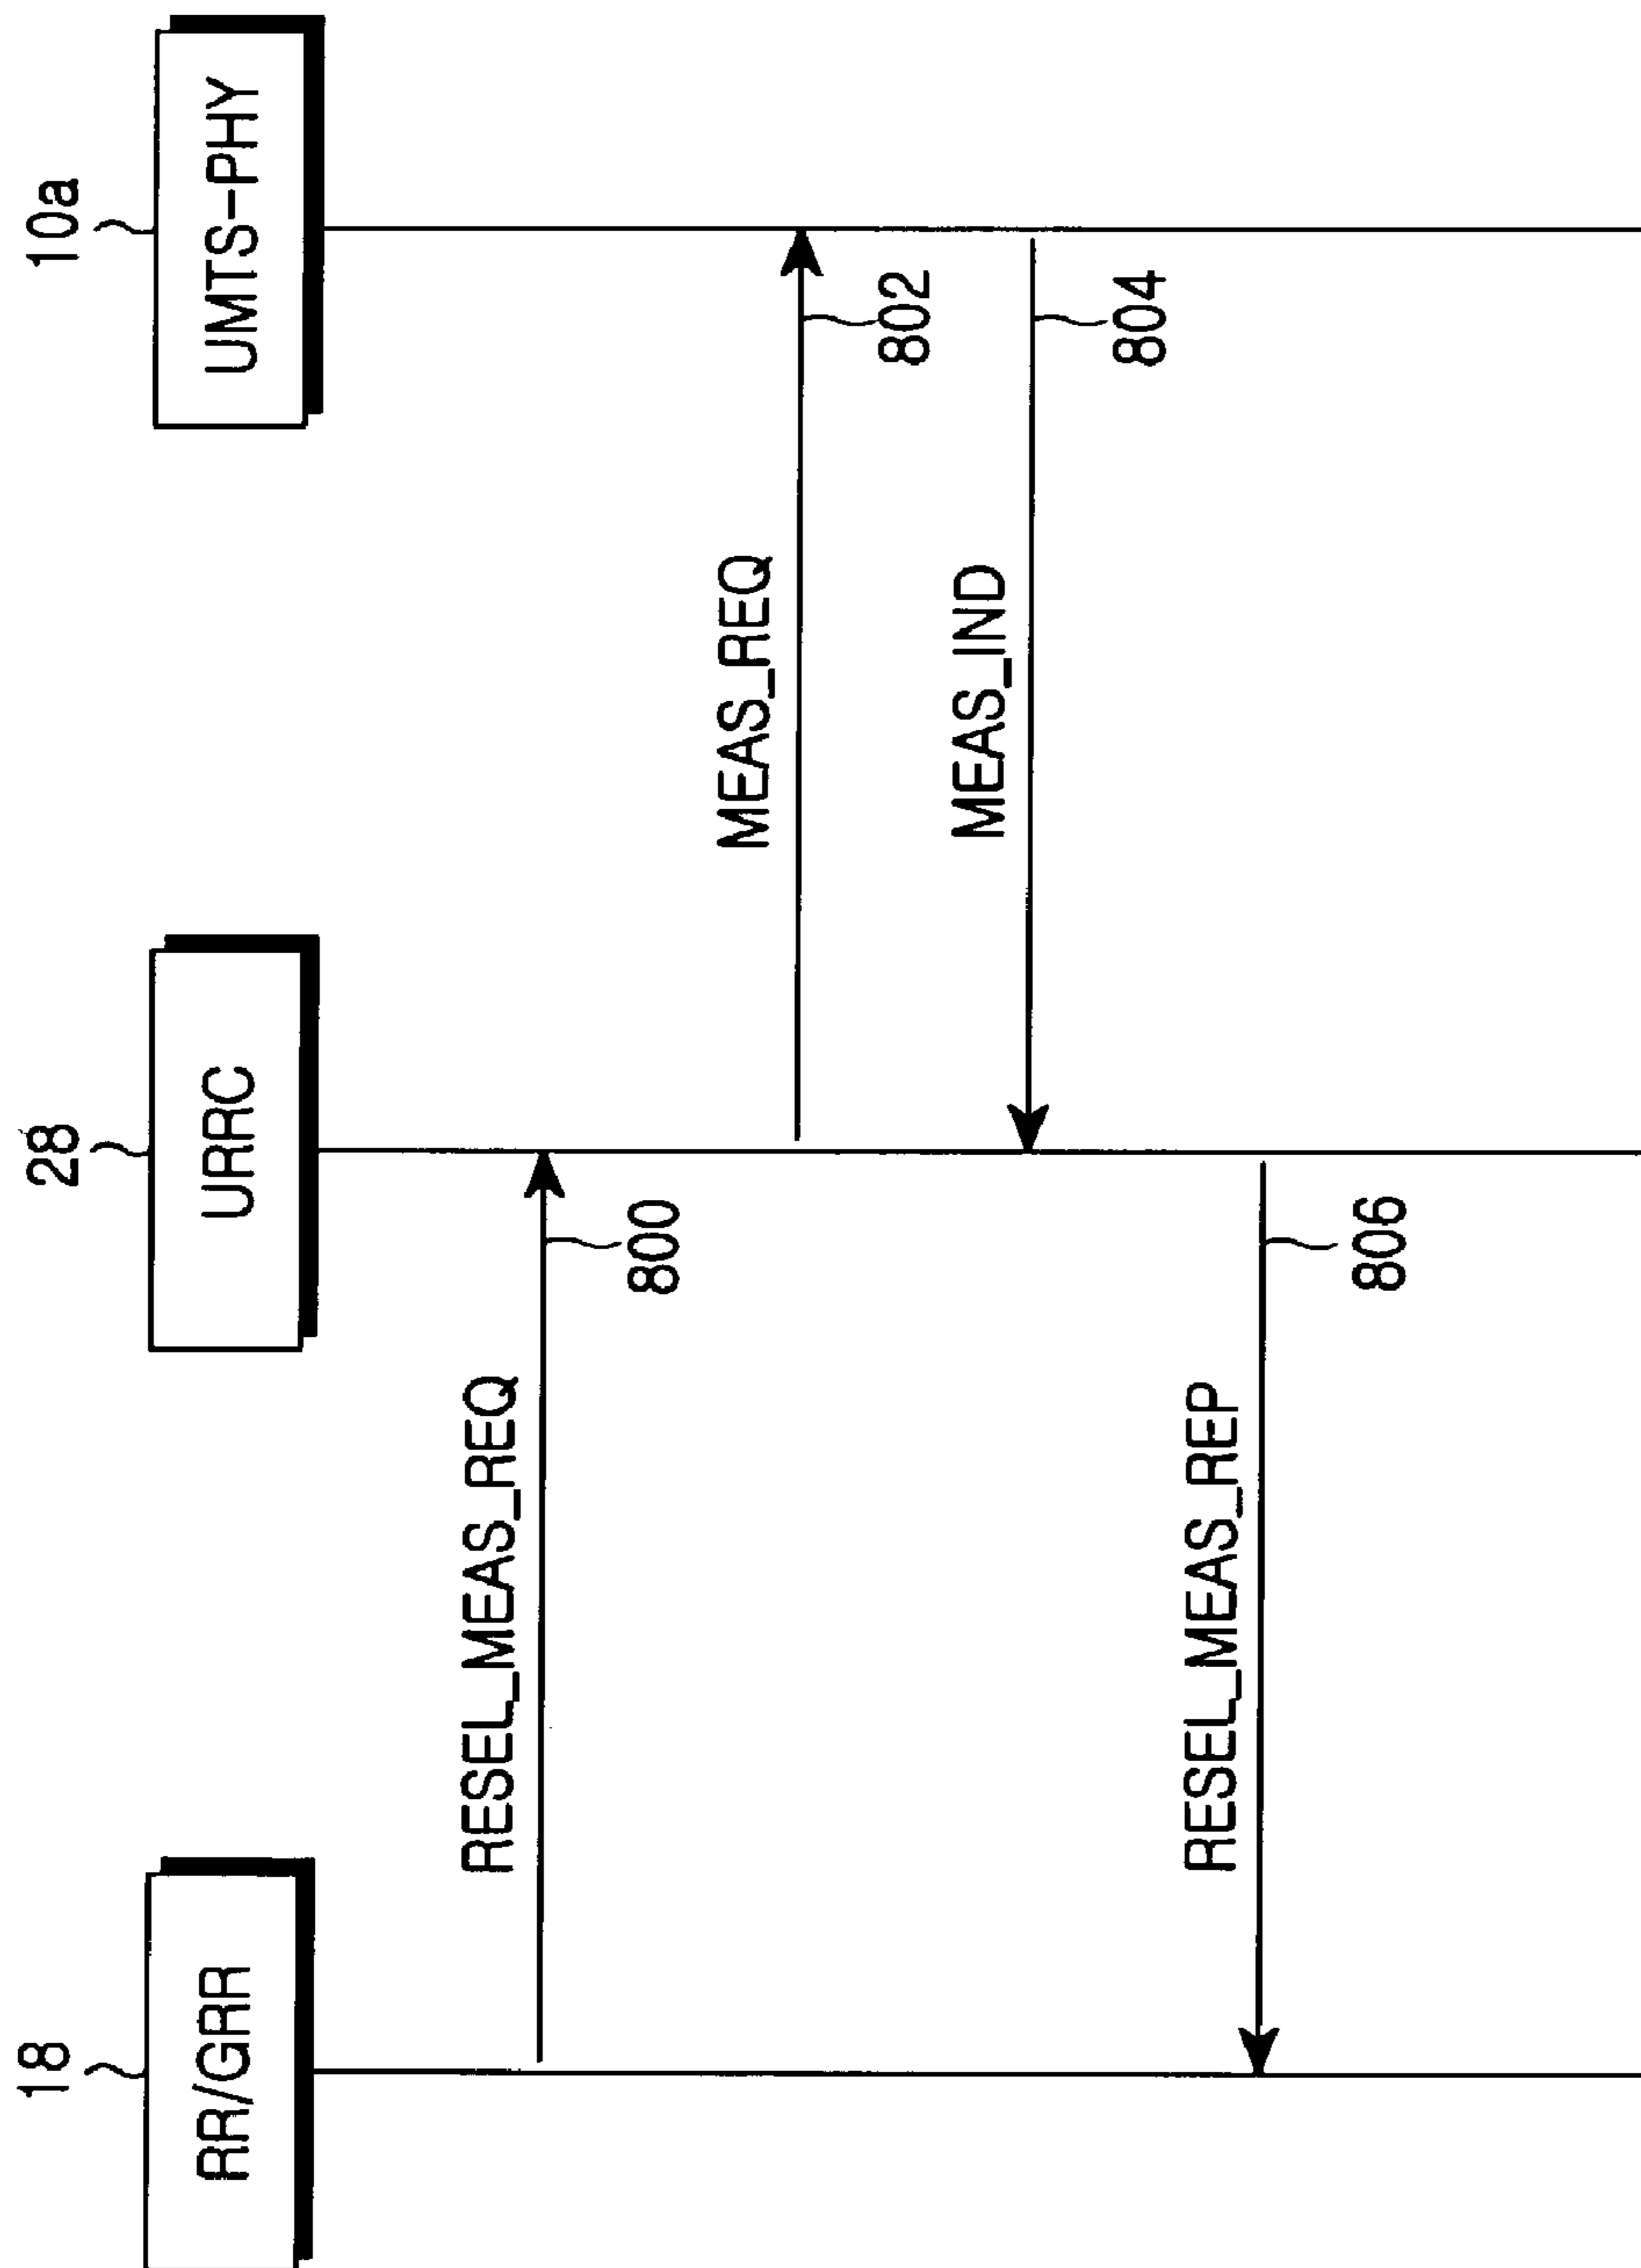 18
28
10a
RR/GRR
URRC
UMTS-PHY
RESEL_MEAS_REQ
800
MEAS_REQ
802
MEAS_IND
804
RESEL_MEAS_REP
806